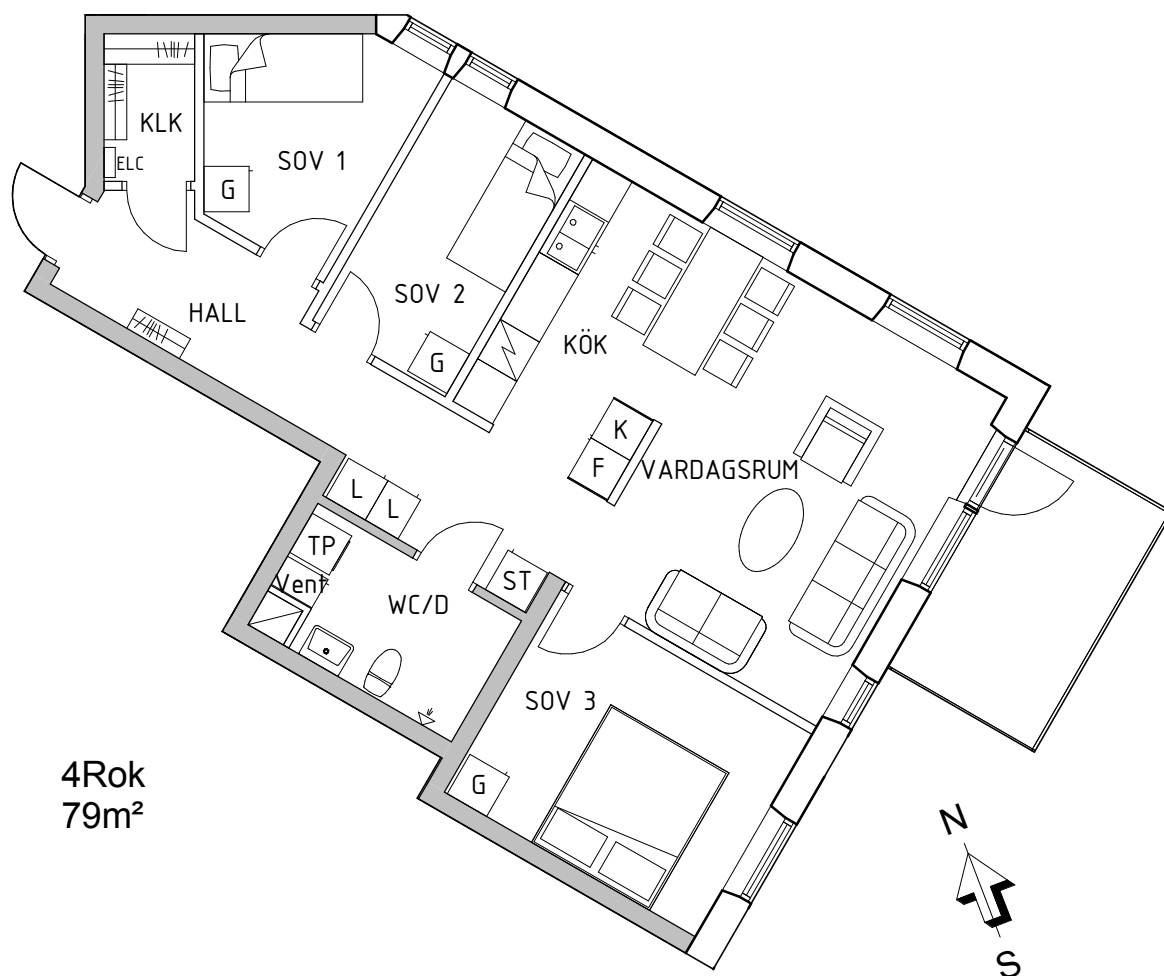 KLK
ELC
SOV 1
G
SOV 2
G
HALL
KÖK
K
F
VARDAGSRUM
L
L
TP
Vent
ST
WC/D
SOV 3
G
4Rok
79m²
N
S